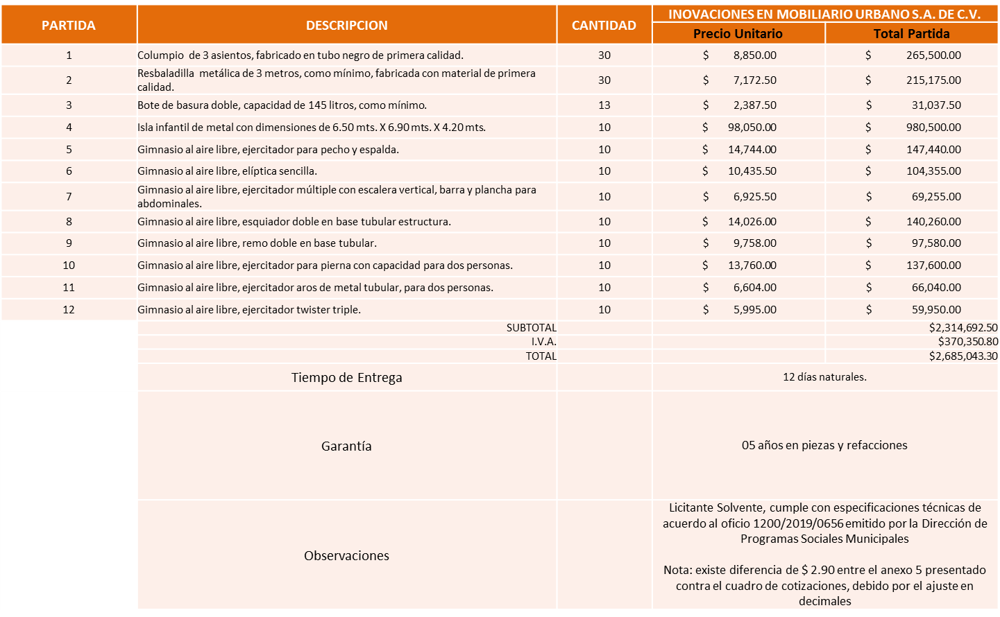 PARTIDA DESCRIPCION CANTIDAD INOVACIONES EN MOBILIARIO URBANO S.A. DE C.V.
Precio Unitario Total Partida
1 Columpio de 3 asientos, fabricado en tubo negro de primera calidad. 30 $ 8,850.00 $ 265,500.00
2 Resbaladilla metálica de 3 metros, como mínimo, fabricada con material de primera
calidad. 30 $ 7,172.50 $ 215,175.00
3 Bote de basura doble, capacidad de 145 litros, como mínimo. 13 $ 2,387.50 $ 31,037.50
4 Isla infantil de metal con dimensiones de 6.50 mts. X 6.90 mts. X 4.20 mts. 10 $ 98,050.00 $ 980,500.00
5 Gimnasio al aire libre, ejercitador para pecho y espalda. 10 $ 14,744.00 $ 147,440.00
6 Gimnasio al aire libre, elíptica sencilla. 10 $ 10,435.50 $ 104,355.00
7 Gimnasio al aire libre, ejercitador múltiple con escalera vertical, barra y plancha para
abdominales. 10 $ 6,925.50 $ 69,255.00
8 Gimnasio al aire libre, esquiador doble en base tubular estructura. 10 $ 14,026.00 $ 140,260.00
9 Gimnasio al aire libre, remo doble en base tubular. 10 $ 9,758.00 $ 97,580.00
10 Gimnasio al aire libre, ejercitador para pierna con capacidad para dos personas. 10 $ 13,760.00 $ 137,600.00
11 Gimnasio al aire libre, ejercitador aros de metal tubular, para dos personas. 10 $ 6,604.00 $ 66,040.00
12 Gimnasio al aire libre, ejercitador twister triple. 10 $ 5,995.00 $ 59,950.00
SUBTOTAL $2,314,692.50
I.V.A. $370,350.80
TOTAL $2,685,043.30
Tiempo de Entrega 12 días naturales.
Garantía 05 años en piezas y refacciones
Observaciones
Licitante Solvente, cumple con especificaciones técnicas de
acuerdo al oficio 1200/2019/0656 emitido por la Dirección de
Programas Sociales Municipales
Nota: existe diferencia de $ 2.90 entre el anexo 5 presentado
contra el cuadro de cotizaciones, debido por el ajuste en
decimales